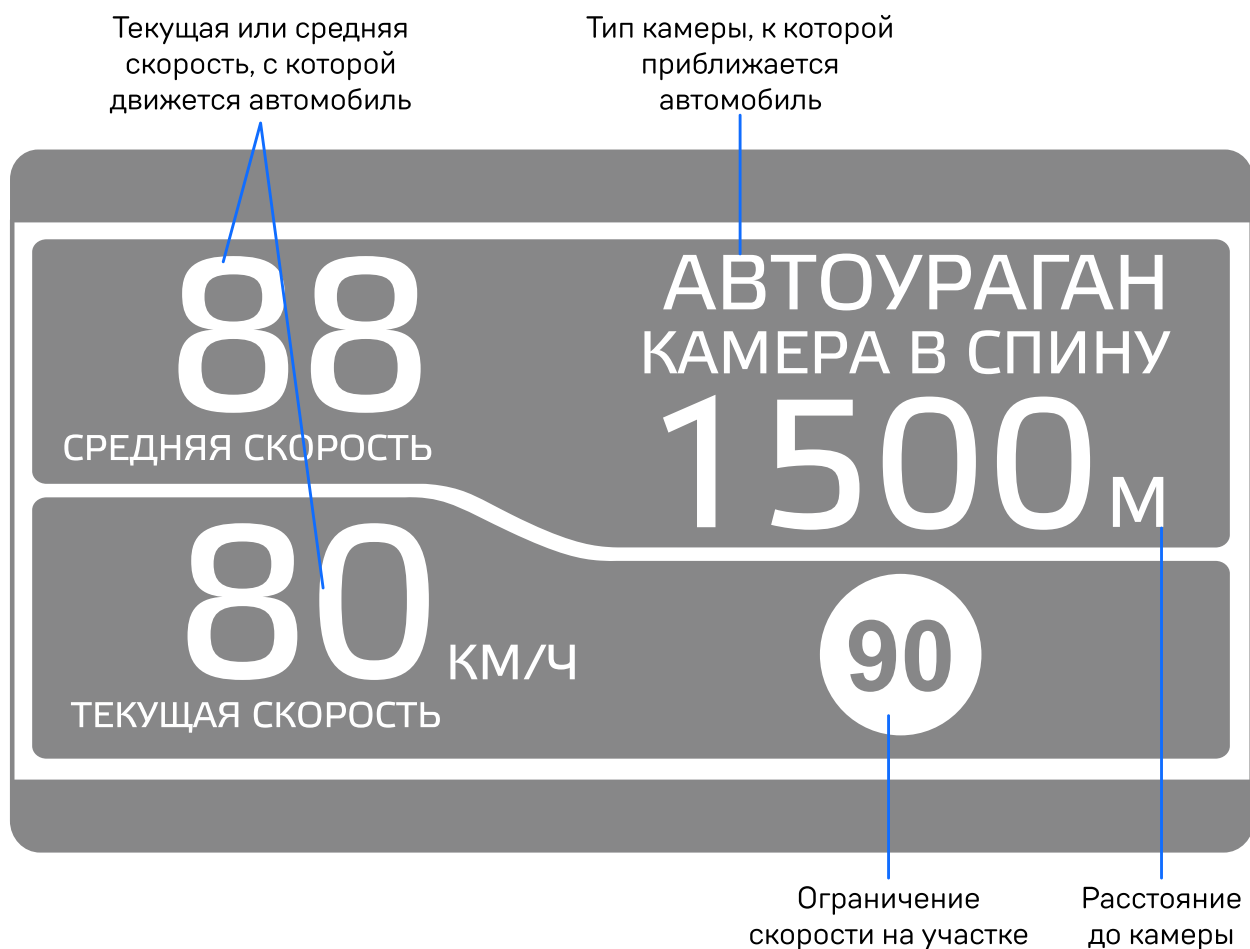 Текущая или средняя
скорость, с которой
движется автомобиль
Тип камеры, к которой
приближается
автомобиль
88
СРЕДНЯЯ СКОРОСТЬ
АВТОУРАГАН
КАМЕРА В СПИНУ
1500 м
80 КМ/Ч
ТЕКУЩАЯ СКОРОСТЬ
90
Ограничение
скорости на участке
Расстояние
до камеры